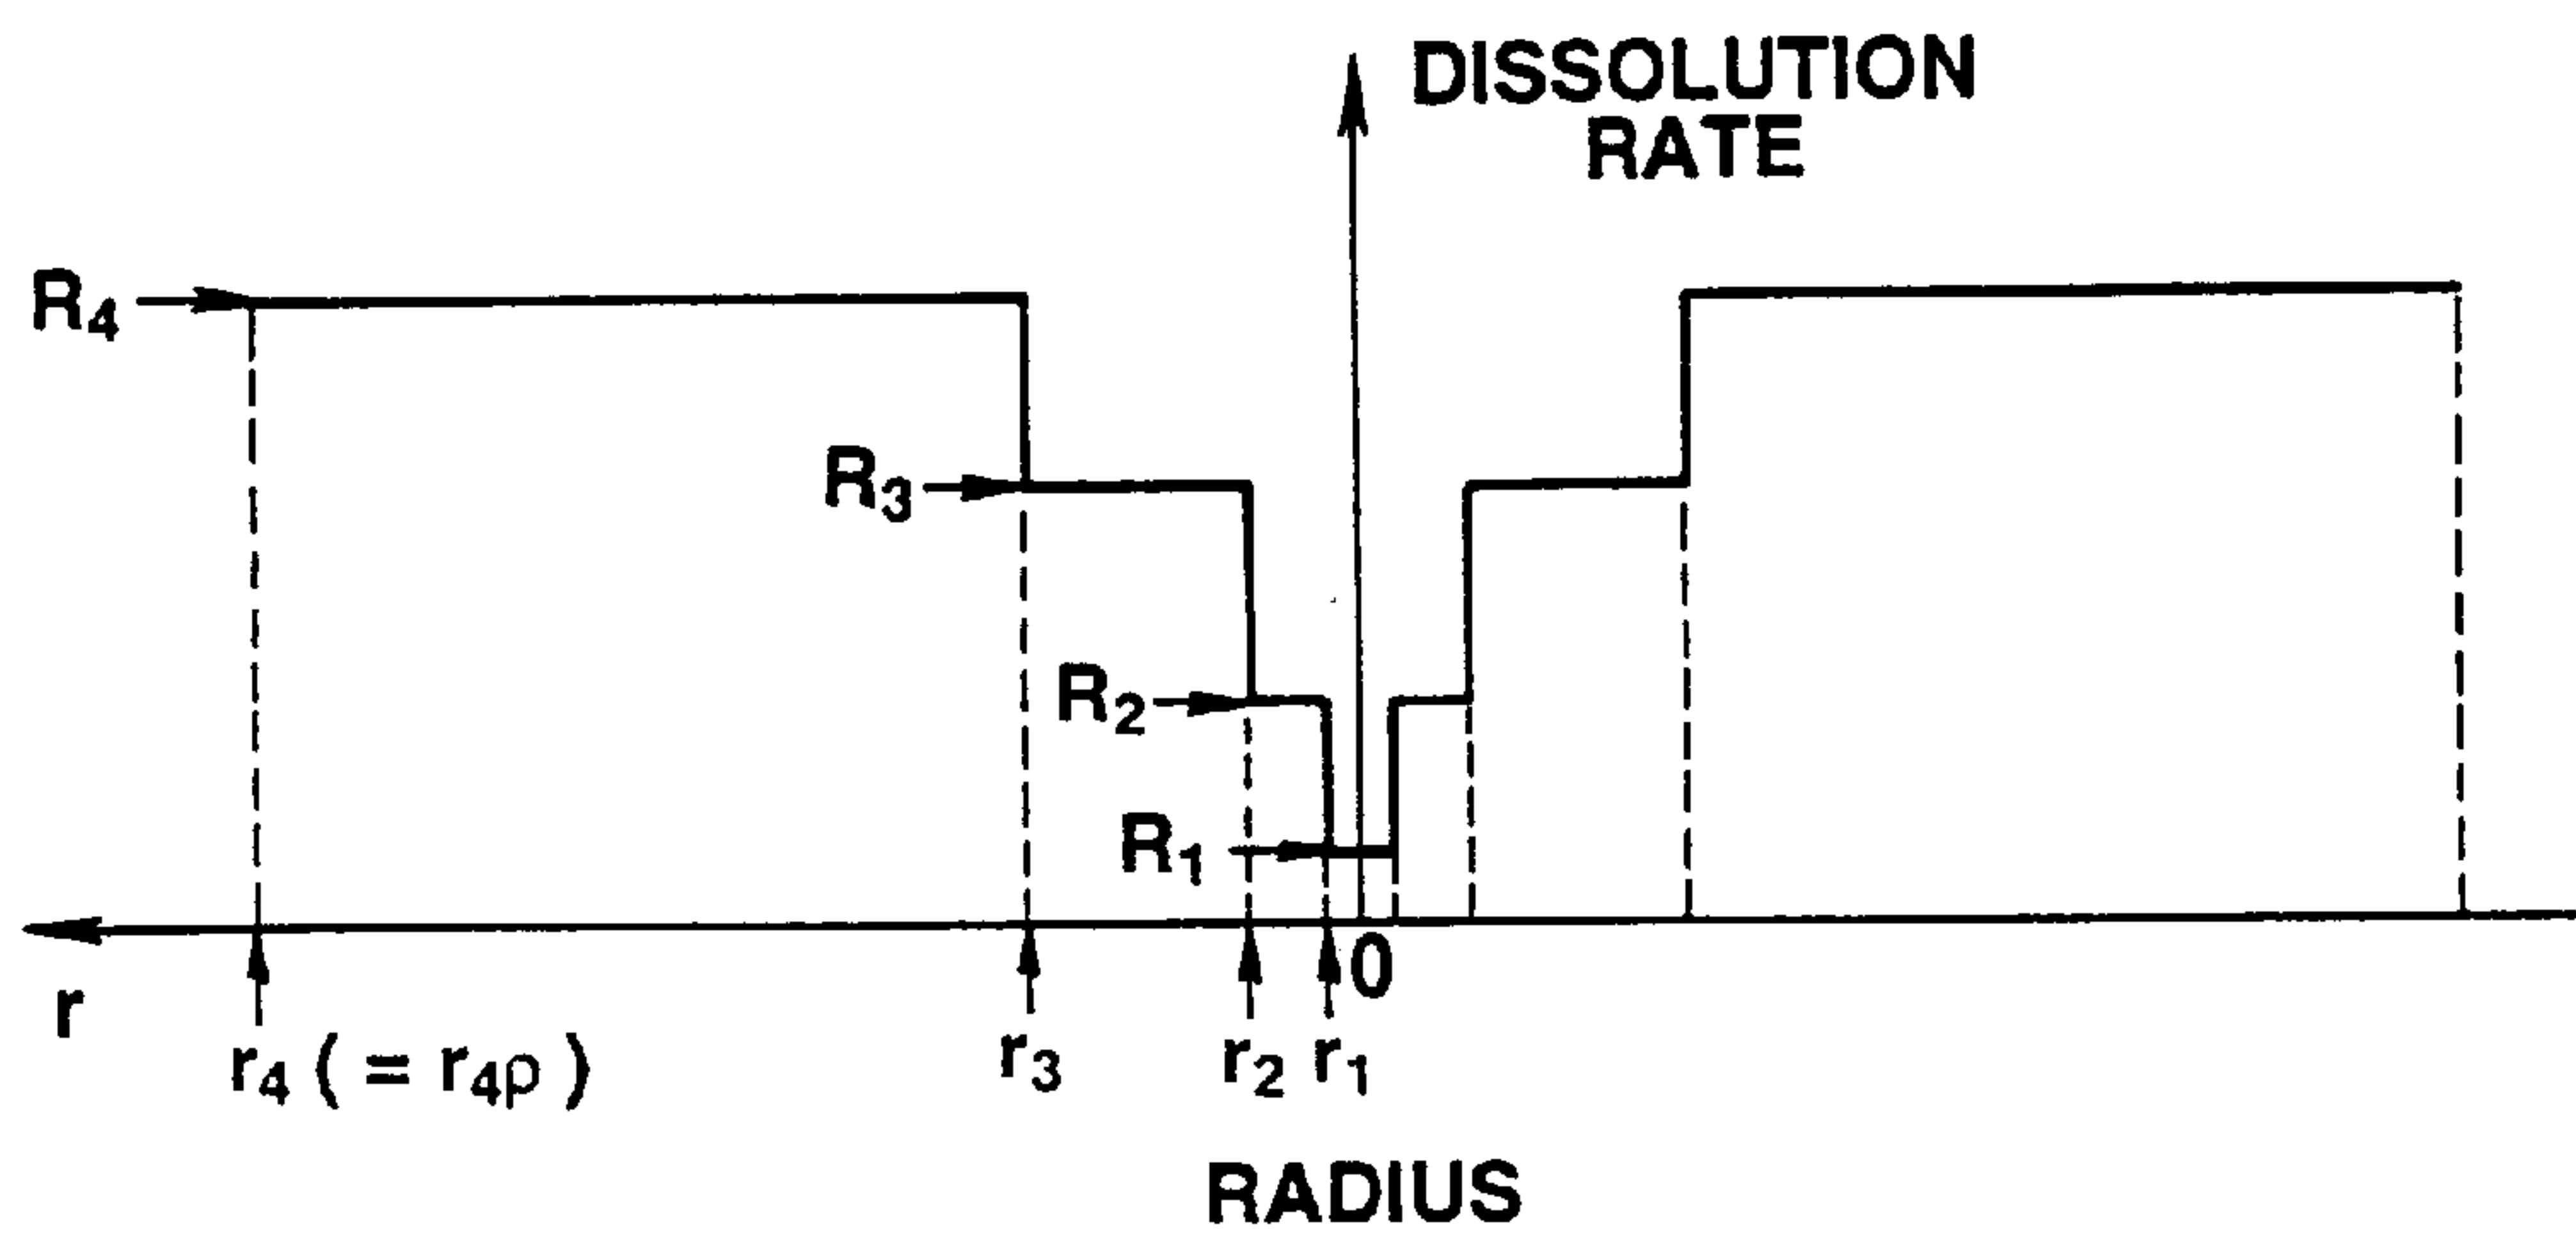 DISSOLUTION
RATE
R₄
R₃
R₂
R₁
0
r
r₄ ( = r₄ρ )
r₃
r₂
r₁
RADIUS